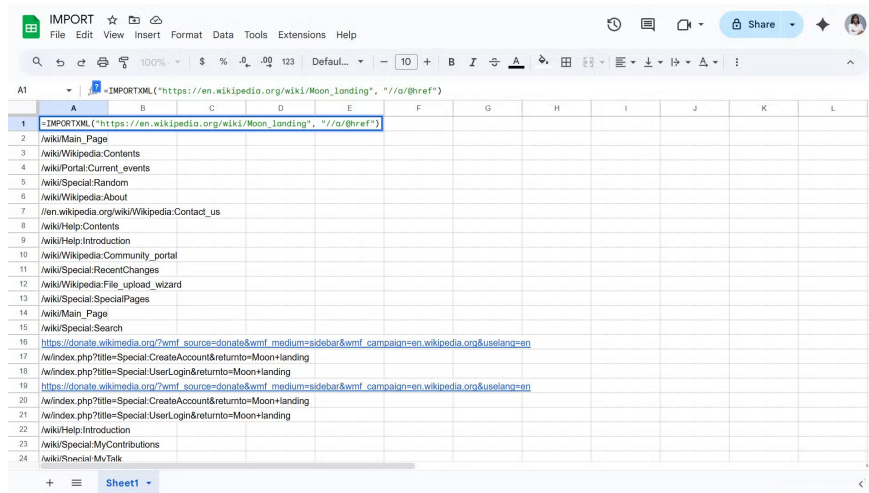 IMPORT
File Edit View Insert Format Data Tools Extensions Help
Share
100% $ % .0 .00 123 Defaul... − 10 + B I A
A1 =IMPORTXML("https://en.wikipedia.org/wiki/Moon_landing", "//a/@href")
A B C D E F G H I J K L
1 =IMPORTXML("https://en.wikipedia.org/wiki/Moon_landing", "//a/@href")
2 /wiki/Main_Page
3 /wiki/Wikipedia:Contents
4 /wiki/Portal:Current_events
5 /wiki/Special:Random
6 /wiki/Wikipedia:About
7 //en.wikipedia.org/wiki/Wikipedia:Contact_us
8 /wiki/Help:Contents
9 /wiki/Help:Introduction
10 /wiki/Wikipedia:Community_portal
11 /wiki/Special:RecentChanges
12 /wiki/Wikipedia:File_upload_wizard
13 /wiki/Special:SpecialPages
14 /wiki/Main_Page
15 /wiki/Special:Search
16 https://donate.wikimedia.org/?wmf_source=donate&wmf_medium=sidebar&wmf_campaign=en.wikipedia.org&uselang=en
17 /w/index.php?title=Special:CreateAccount&returnto=Moon+landing
18 /w/index.php?title=Special:UserLogin&returnto=Moon+landing
19 https://donate.wikimedia.org/?wmf_source=donate&wmf_medium=sidebar&wmf_campaign=en.wikipedia.org&uselang=en
20 /w/index.php?title=Special:CreateAccount&returnto=Moon+landing
21 /w/index.php?title=Special:UserLogin&returnto=Moon+landing
22 /wiki/Help:Introduction
23 /wiki/Special:MyContributions
24 /wiki/Special:MyTalk
+ Sheet1